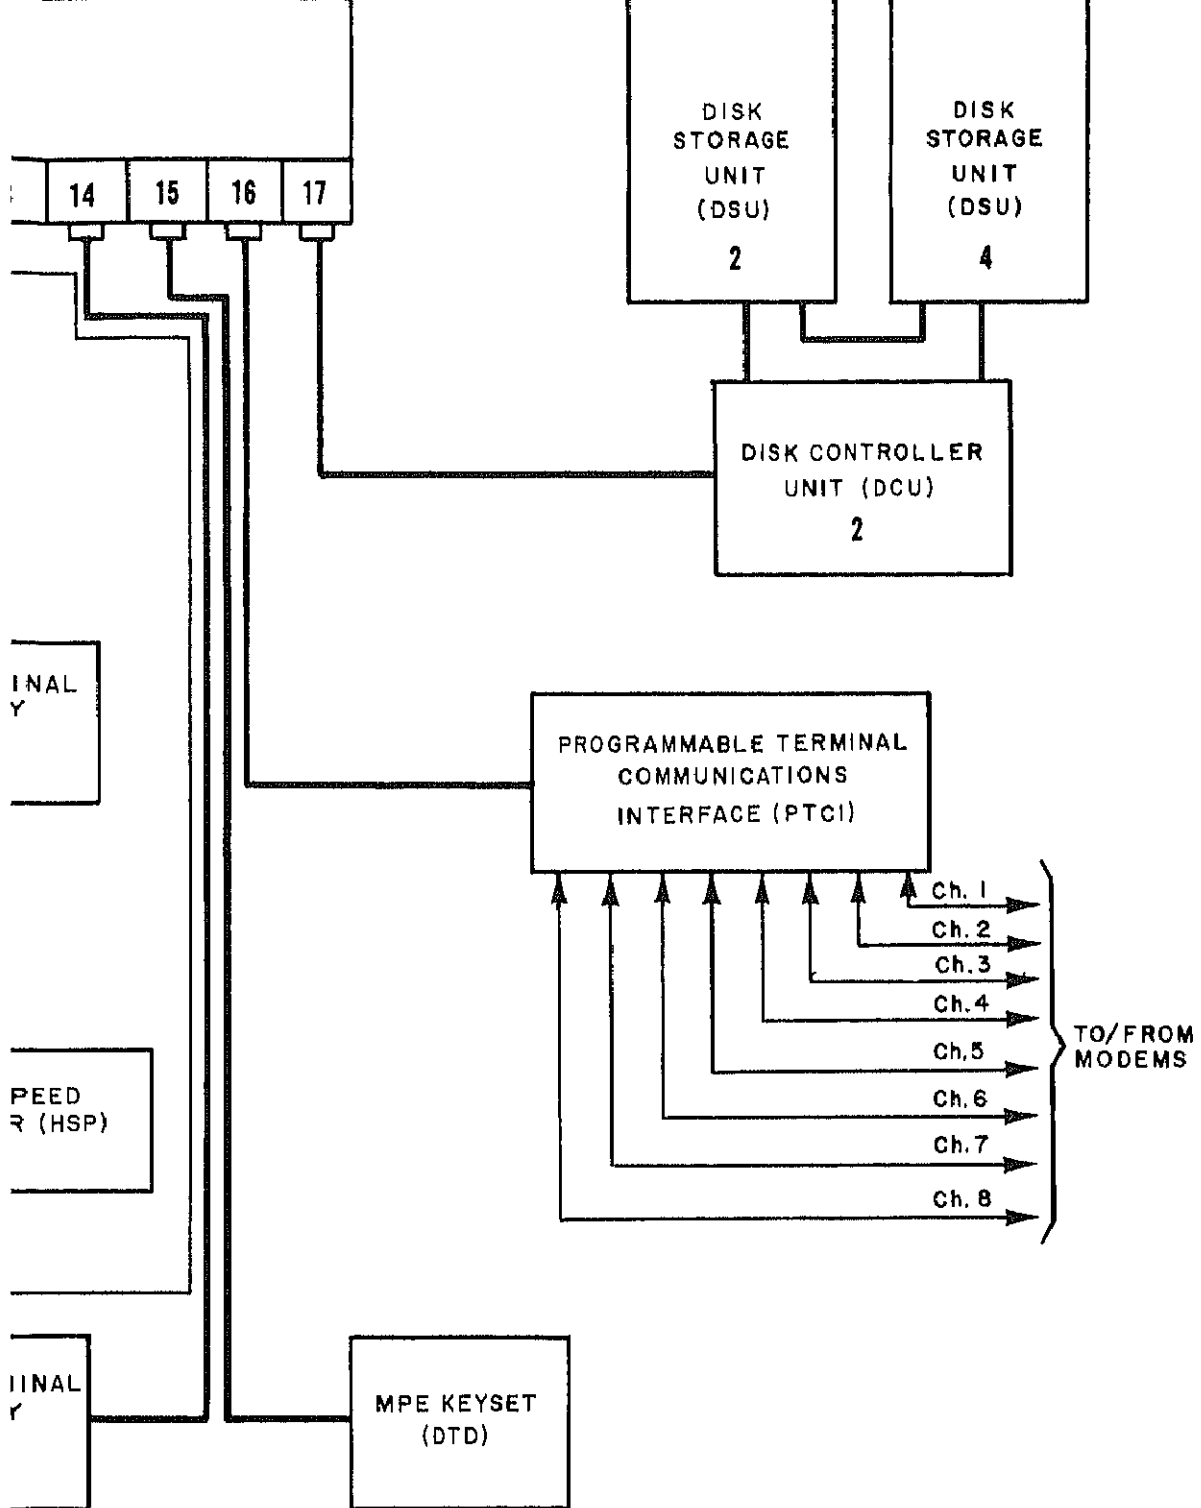 DISK
STORAGE
UNIT
(DSU)
2
DISK
STORAGE
UNIT
(DSU)
4
14 15 16 17
DISK CONTROLLER
UNIT (DCU)
2
INAL
Y
PROGRAMMABLE TERMINAL
COMMUNICATIONS
INTERFACE (PTCI)
Ch. 1
Ch. 2
Ch. 3
Ch. 4
Ch. 5
Ch. 6
Ch. 7
Ch. 8
TO/FROM
MODEMS
PEED
R (HSP)
INAL
Y
MPE KEYSET
(DTD)